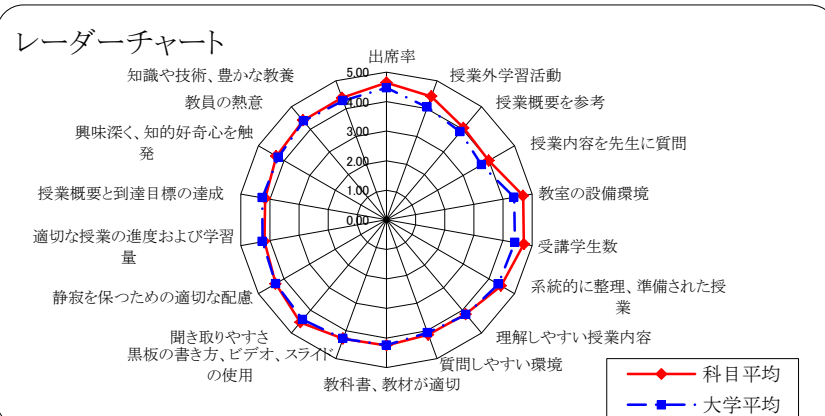 レーダーチャート
出席率
授業外学習活動
授業概要を参考
授業内容を先生に質問
教室の設備環境
受講学生数
系統的に整理、準備された授
業
理解しやすい授業内容
質問しやすい環境
教科書、教材が適切
黒板の書き方、ビデオ、スライド
の使用
聞き取りやすさ
静寂を保つための適切な配慮
適切な授業の進度および学習
量
授業概要と到達目標の達成
興味深く、知的好奇心を触
発
教員の熱意
知識や技術、豊かな教養
5.00
4.00
3.00
2.00
1.00
0.00
科目平均
大学平均